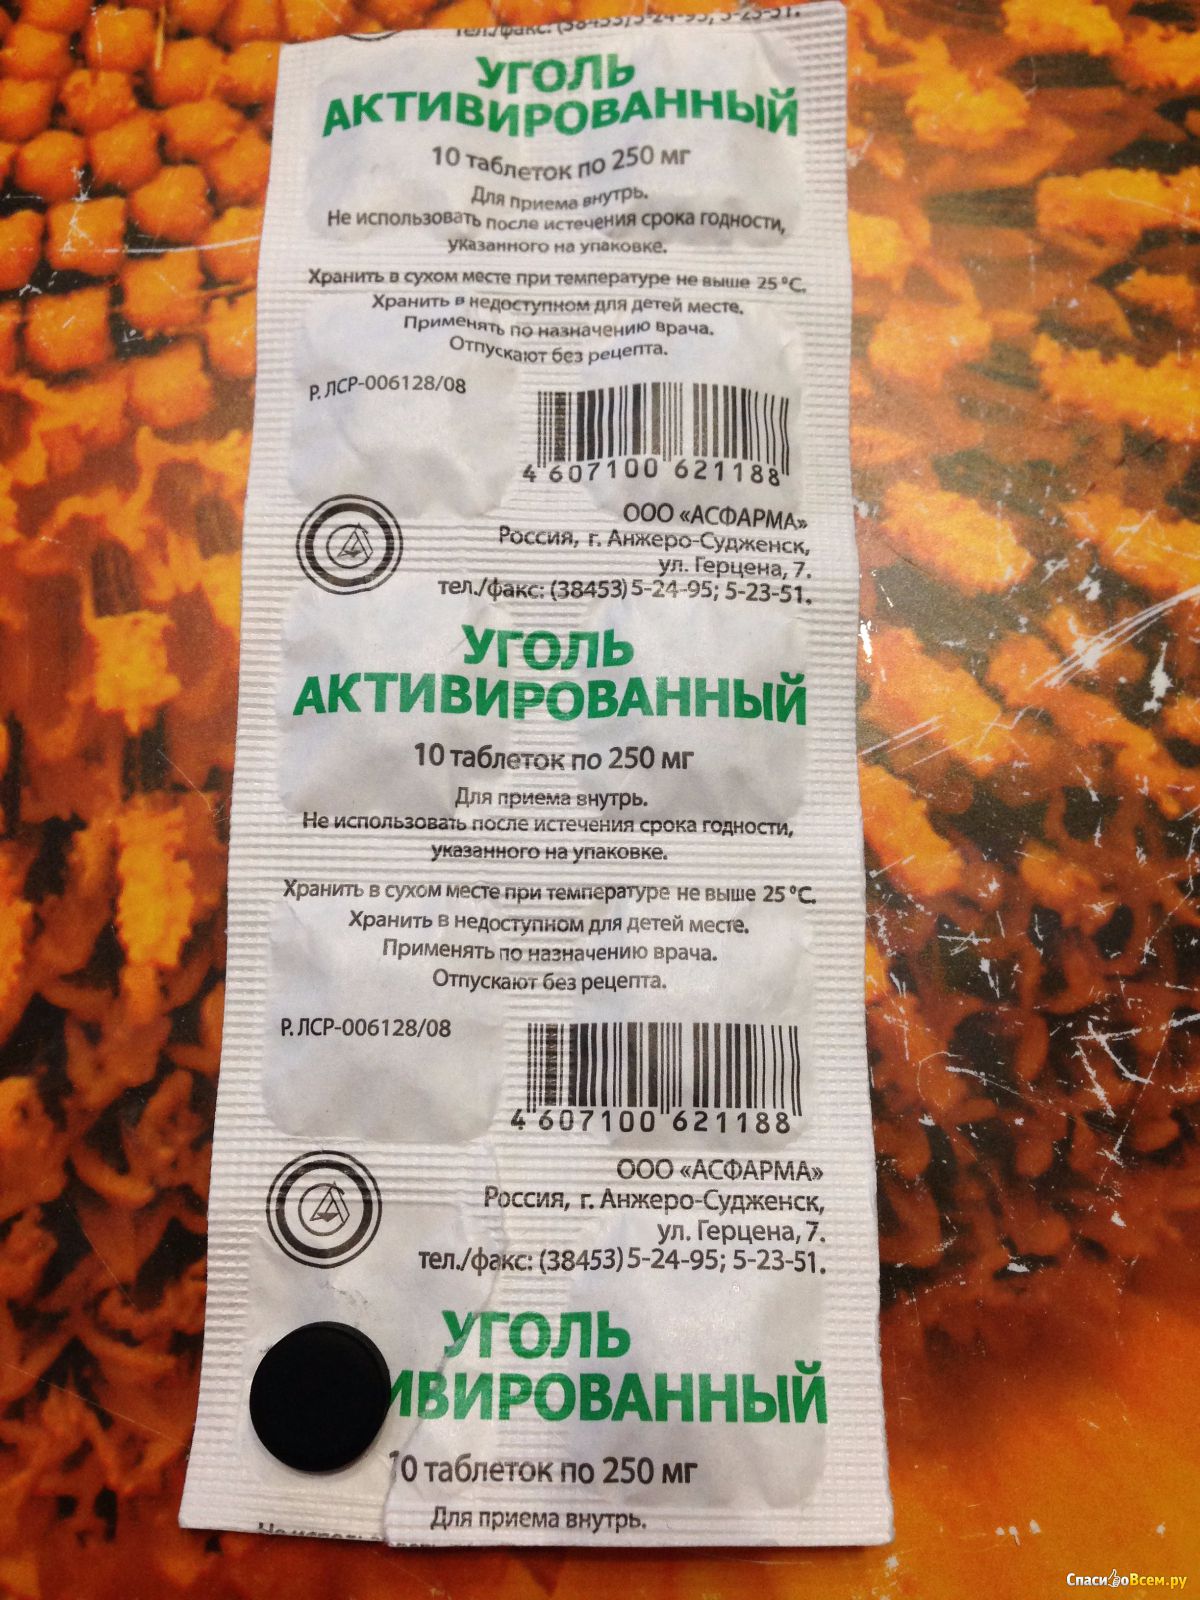 тел./факс: (38453) 5-24-95; 5-23-51.
УГОЛЬ
АКТИВИРОВАННЫЙ
10 таблеток по 250 мг
Для приема внутрь.
Не использовать после истечения срока годности,
указанного на упаковке.
Хранить в сухом месте при температуре не выше 25 °С.
Хранить в недоступном для детей месте.
Применять по назначению врача.
Отпускают без рецепта.
Р. ЛСР-006128/08
4 607100 621188
ООО «АСФАРМА»
Россия, г. Анжеро-Судженск,
ул. Герцена, 7.
тел./факс: (38453) 5-24-95; 5-23-51.
УГОЛЬ
АКТИВИРОВАННЫЙ
10 таблеток по 250 мг
Для приема внутрь.
Не использовать после истечения срока годности,
указанного на упаковке.
Хранить в сухом месте при температуре не выше 25 °С.
Хранить в недоступном для детей месте.
Применять по назначению врача.
Отпускают без рецепта.
Р. ЛСР-006128/08
4 607100 621188
ООО «АСФАРМА»
Россия, г. Анжеро-Судженск,
ул. Герцена, 7.
тел./факс: (38453) 5-24-95; 5-23-51.
УГОЛЬ
ИВИРОВАННЫЙ
10 таблеток по 250 мг
Для приема внутрь.
СпасибоВсем.ру